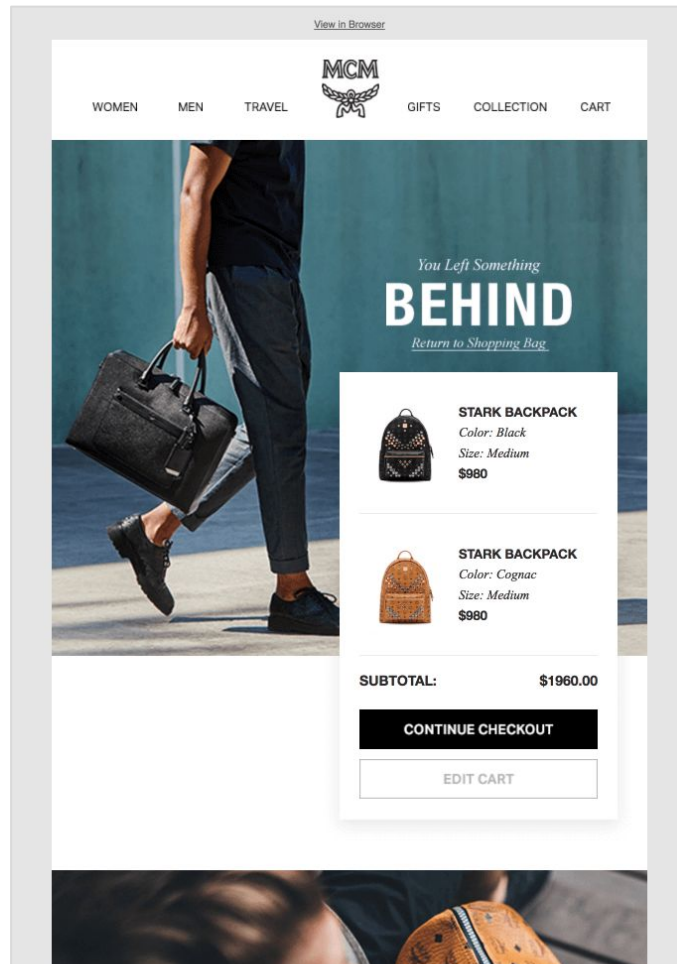 View in Browser
MCM
WOMEN MEN TRAVEL GIFTS COLLECTION CART
You Left Something
BEHIND
Return to Shopping Bag
STARK BACKPACK
Color: Black
Size: Medium
$980
STARK BACKPACK
Color: Cognac
Size: Medium
$980
SUBTOTAL: $1960.00
CONTINUE CHECKOUT
EDIT CART